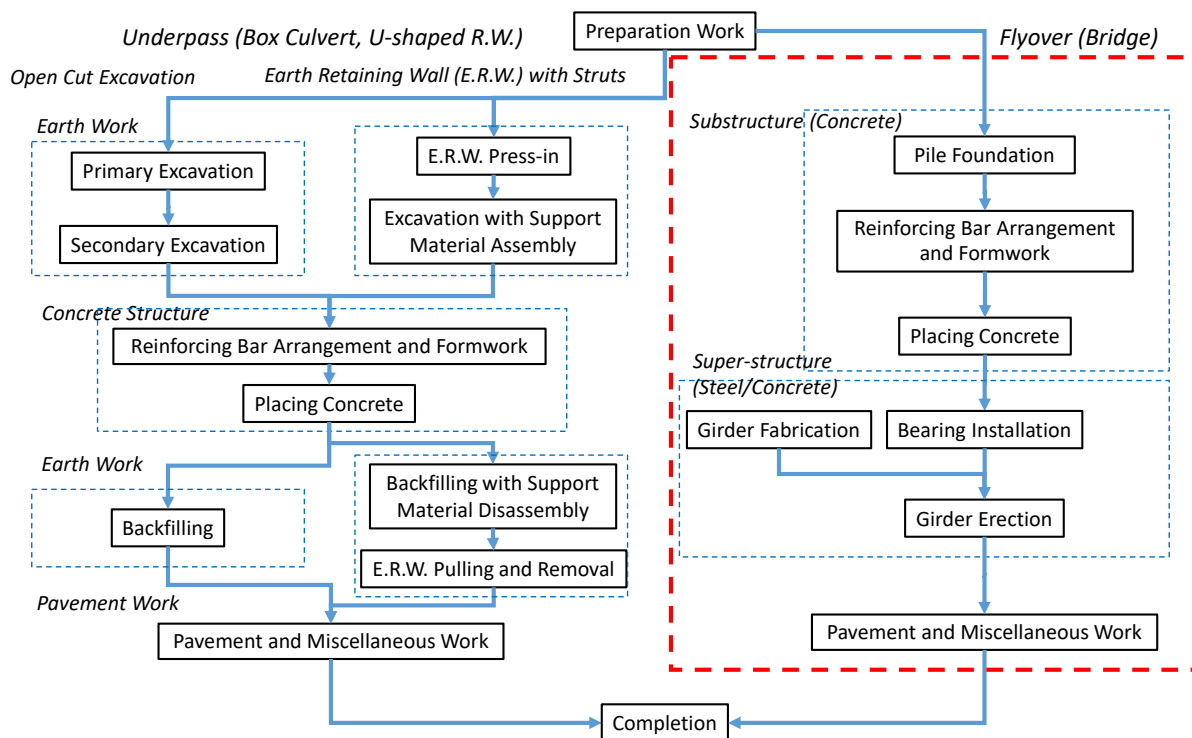 Preparation Work
Underpass (Box Culvert, U-shaped R.W.)
Flyover (Bridge)
Open Cut Excavation
Earth Retaining Wall (E.R.W.) with Struts
Earth Work
Primary Excavation
Secondary Excavation
E.R.W. Press-in
Excavation with Support
Material Assembly
Concrete Structure
Reinforcing Bar Arrangement and Formwork
Placing Concrete
Earth Work
Backfilling
Backfilling with Support
Material Disassembly
E.R.W. Pulling and Removal
Pavement Work
Pavement and Miscellaneous Work
Substructure (Concrete)
Pile Foundation
Reinforcing Bar Arrangement
and Formwork
Placing Concrete
Super-structure
(Steel/Concrete)
Girder Fabrication
Bearing Installation
Girder Erection
Pavement and Miscellaneous Work
Completion